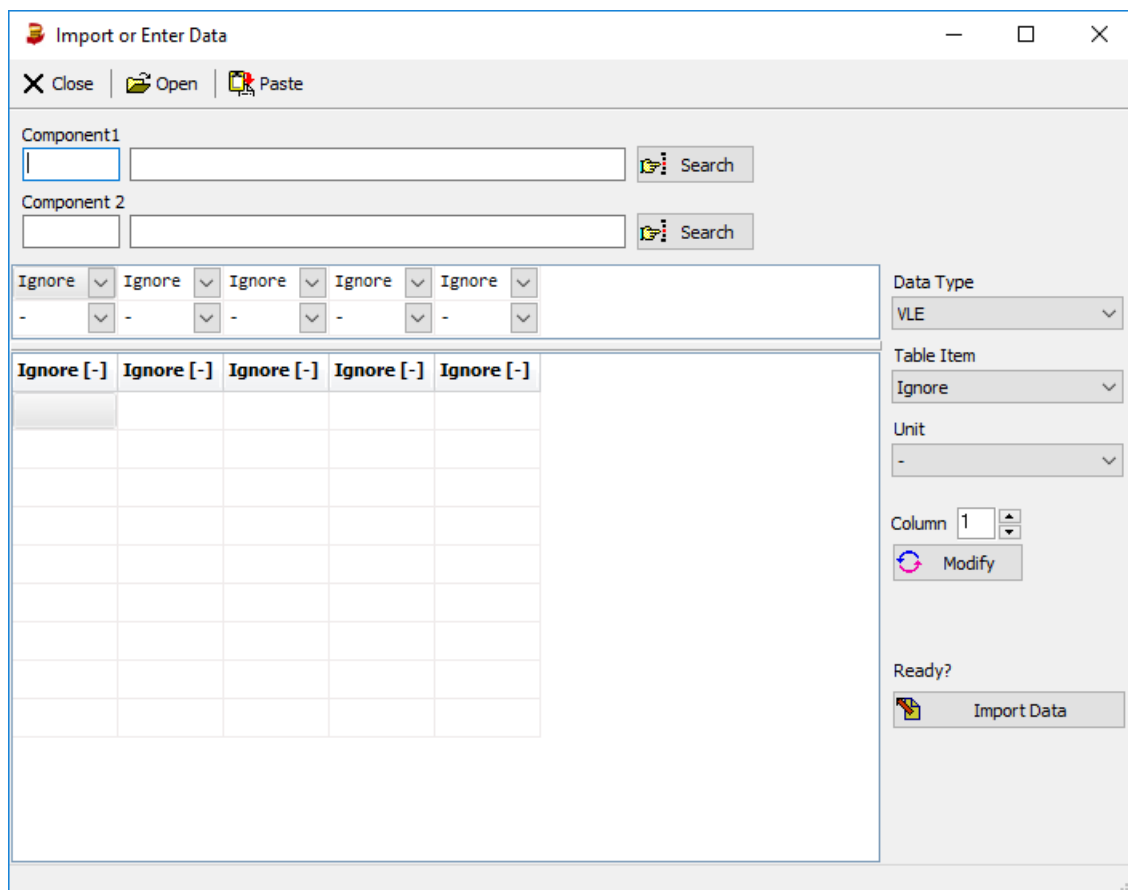 Import or Enter Data
Close Open Paste
Component1
Search
Component 2
Search
Ignore Ignore Ignore Ignore Ignore
- - - - -
Ignore [-] Ignore [-] Ignore [-] Ignore [-] Ignore [-]
Data Type
VLE
Table Item
Ignore
Unit
-
Column 1
Modify
Ready?
Import Data